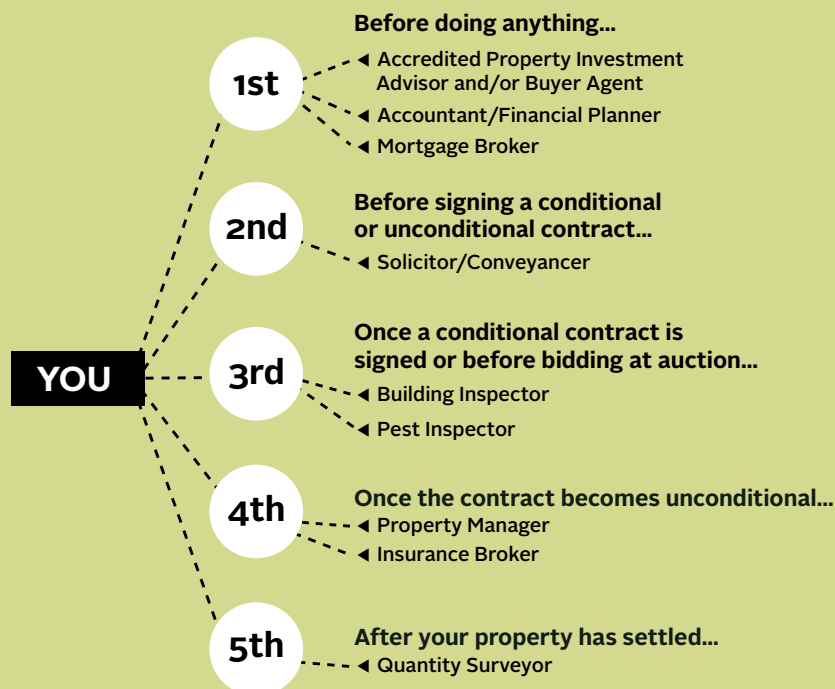 Before doing anything...
1st
◄ Accredited Property Investment
Advisor and/or Buyer Agent
◄ Accountant/Financial Planner
◄ Mortgage Broker
Before signing a conditional
or unconditional contract...
2nd
◄ Solicitor/Conveyancer
Once a conditional contract is
signed or before bidding at auction...
YOU
3rd
◄ Building Inspector
◄ Pest Inspector
Once the contract becomes unconditional...
4th
◄ Property Manager
◄ Insurance Broker
After your property has settled...
5th
◄ Quantity Surveyor